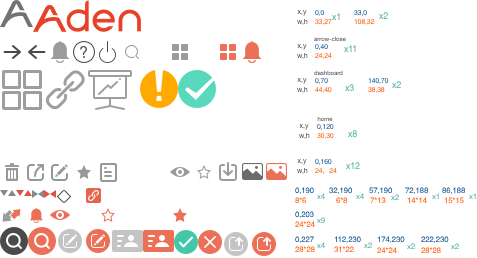 Aden
x,y 0,0 33,0
w,h 33,27 x1 108,32 x2
arrow-close
x,y 0,40
w,h 24,24 x11
dashboard
x,y 0,70 140,70
w,h 44,40 x3 38,38 x2
home
x,y 0,120
w,h 30,30 x8
x,y 0,160
w,h 24, 24 x12
0,190 32,190 57,190 72,188 86,188
8*6 x4 6*8 x4 7*13 x2 14*14 x1 15*15 x1
0,203
24*24 x9
0,227 112,230 174,230 222,230
28*28 x4 31*22 x2 24*24 x2 28*28 x2